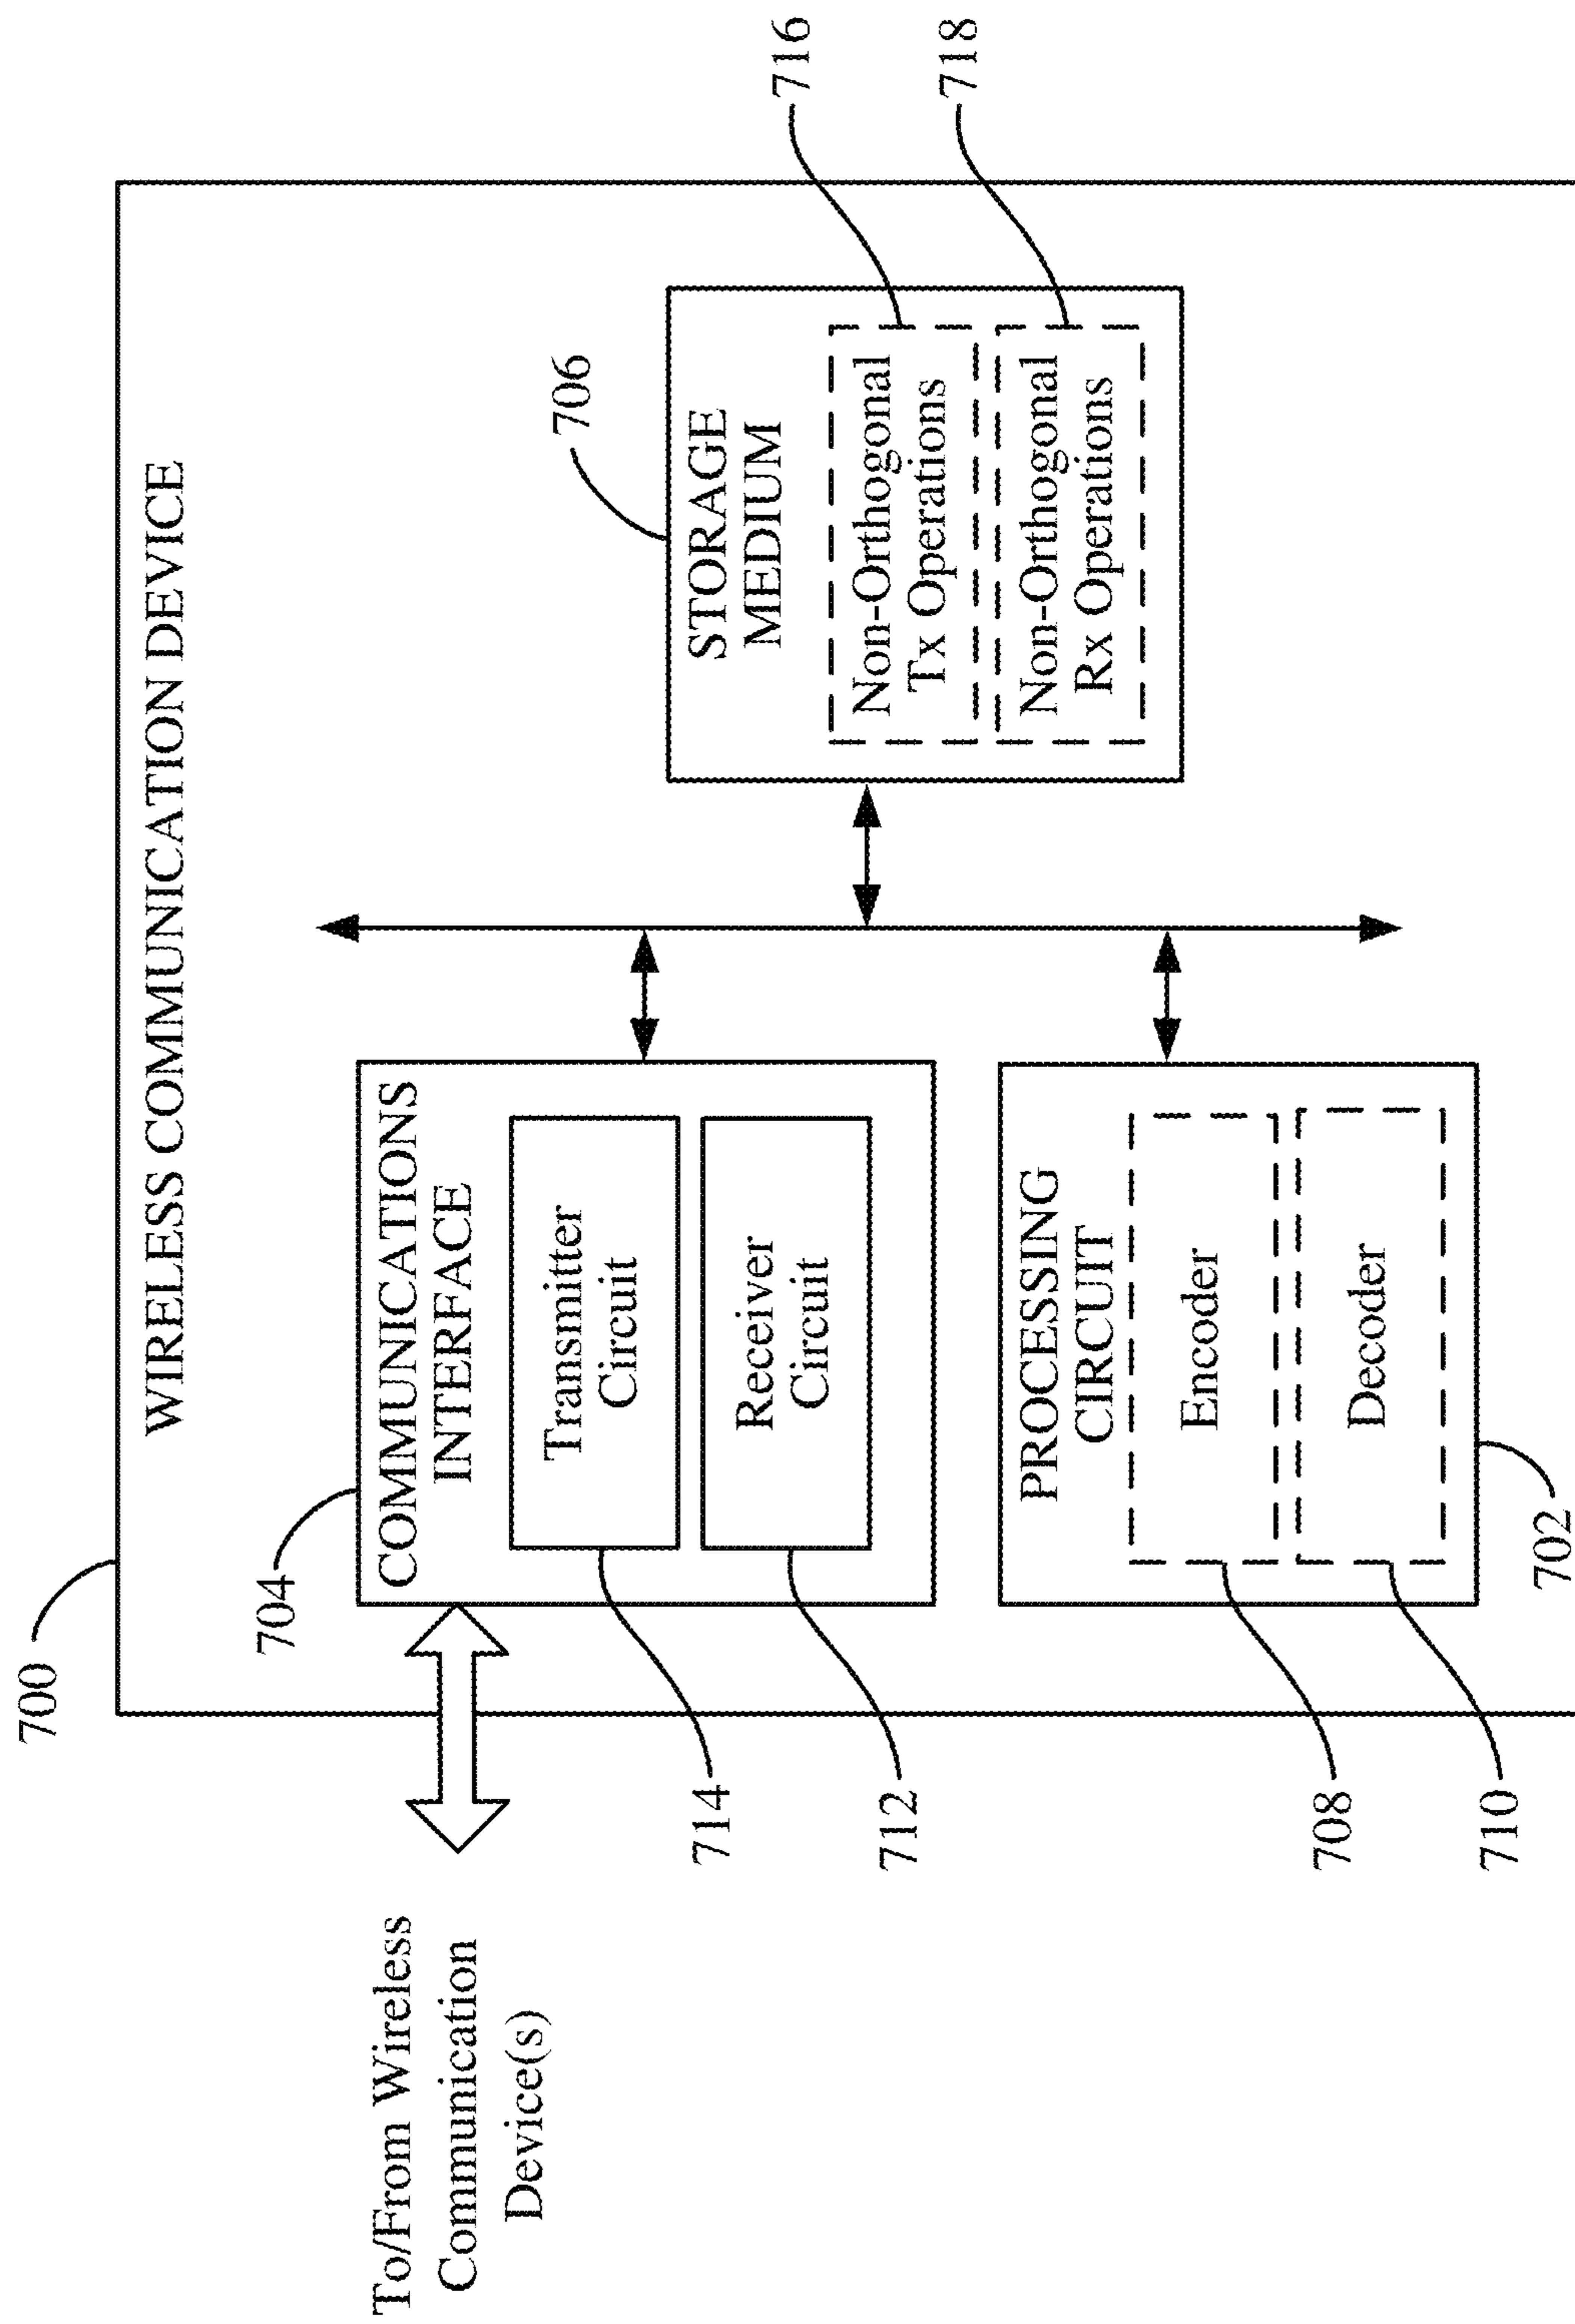 700
WIRELESS COMMUNICATION DEVICE
704
To/From Wireless
Communication
Device(s)
COMMUNICATIONS
INTERFACE
Transmitter
Circuit
Receiver
Circuit
714
712
706
STORAGE
MEDIUM
Non-Orthogonal
Tx Operations
Non-Orthogonal
Rx Operations
716
718
PROCESSING
CIRCUIT
Encoder
Decoder
708
710
702